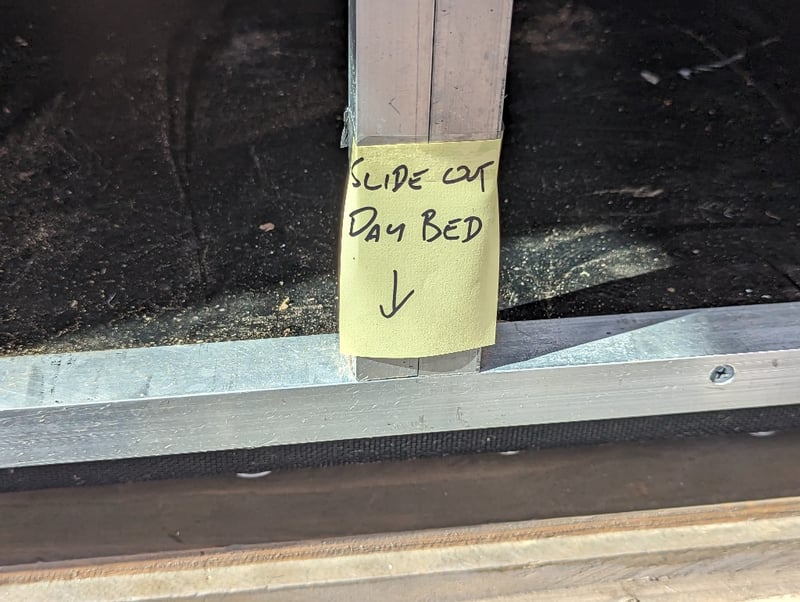 SLIDE OUT
DAY BED
↓